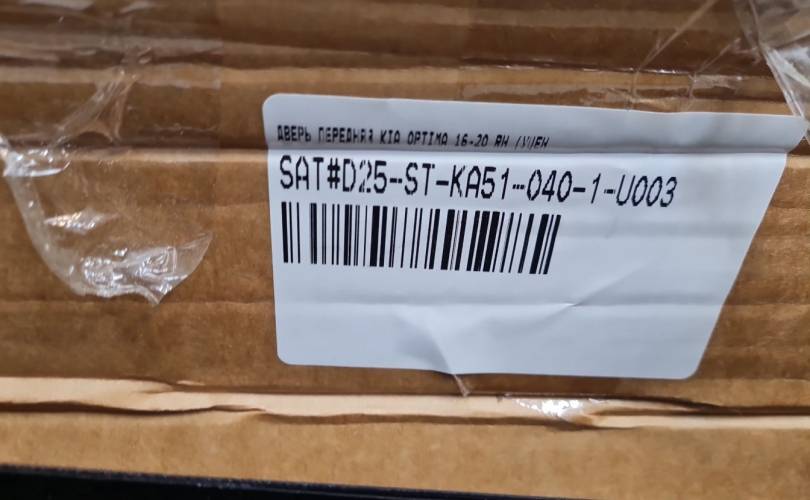 ДВЕРЬ ПЕРЕДНЯЯ KIA OPTIMA 16-20 RH
SAT#D25-ST-KA51-040-1-U003